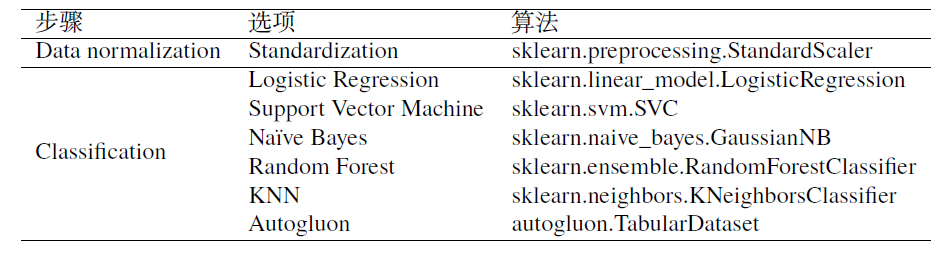 步骤 选项 算法
Data normalization Standardization sklearn.preprocessing.StandardScaler
Logistic Regression sklearn.linear_model.LogisticRegression
Support Vector Machine sklearn.svm.SVC
Classification Naïve Bayes sklearn.naive_bayes.GaussianNB
Random Forest sklearn.ensemble.RandomForestClassifier
KNN sklearn.neighbors.KNeighborsClassifier
Autogluon autogluon.TabularDataset